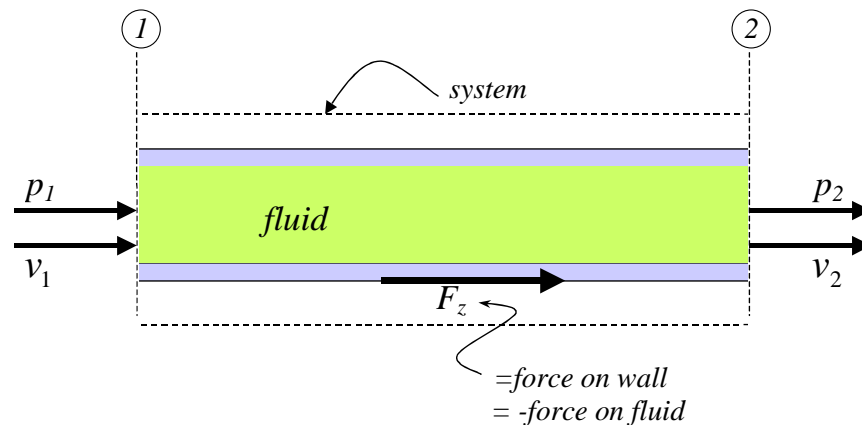 1
2
system
p1
p2
fluid
v1
v2
Fz
=force on wall
= -force on fluid